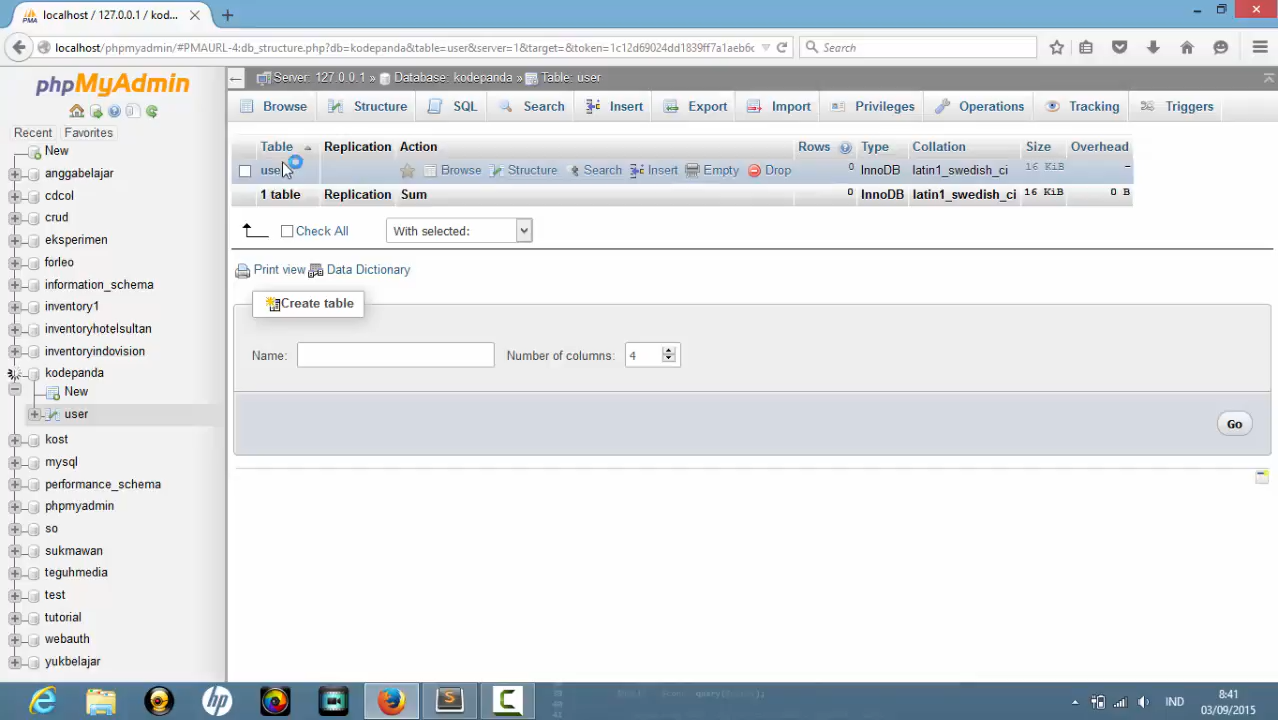 localhost / 127.0.0.1 / kod...
localhost/phpmyadmin/#PMAURL-4:db_structure.php?db=kodepanda&table=user&server=1&target=&token=1c12d69024dd1839ff7a1aeb6c
Search
phpMyAdmin
Recent Favorites
New
anggabelajar
cdcol
crud
eksperimen
forleo
information_schema
inventory1
inventoryhotelsultan
inventoryindovision
kodepanda
New
user
kost
mysql
performance_schema
phpmyadmin
so
sukmawan
teguhmedia
test
tutorial
webauth
yukbelajar
Server: 127.0.0.1 » Database: kodepanda » Table: user
Browse Structure SQL Search Insert Export Import Privileges Operations Tracking Triggers
Table Replication Action Rows Type Collation Size Overhead
user Browse Structure Search Insert Empty Drop 0 InnoDB latin1_swedish_ci 16 KiB -
1 table Replication Sum 0 InnoDB latin1_swedish_ci 16 KiB 0 B
Check All With selected:
Print view Data Dictionary
Create table
Name: Number of columns: 4
Go
IND
8:41
03/09/2015